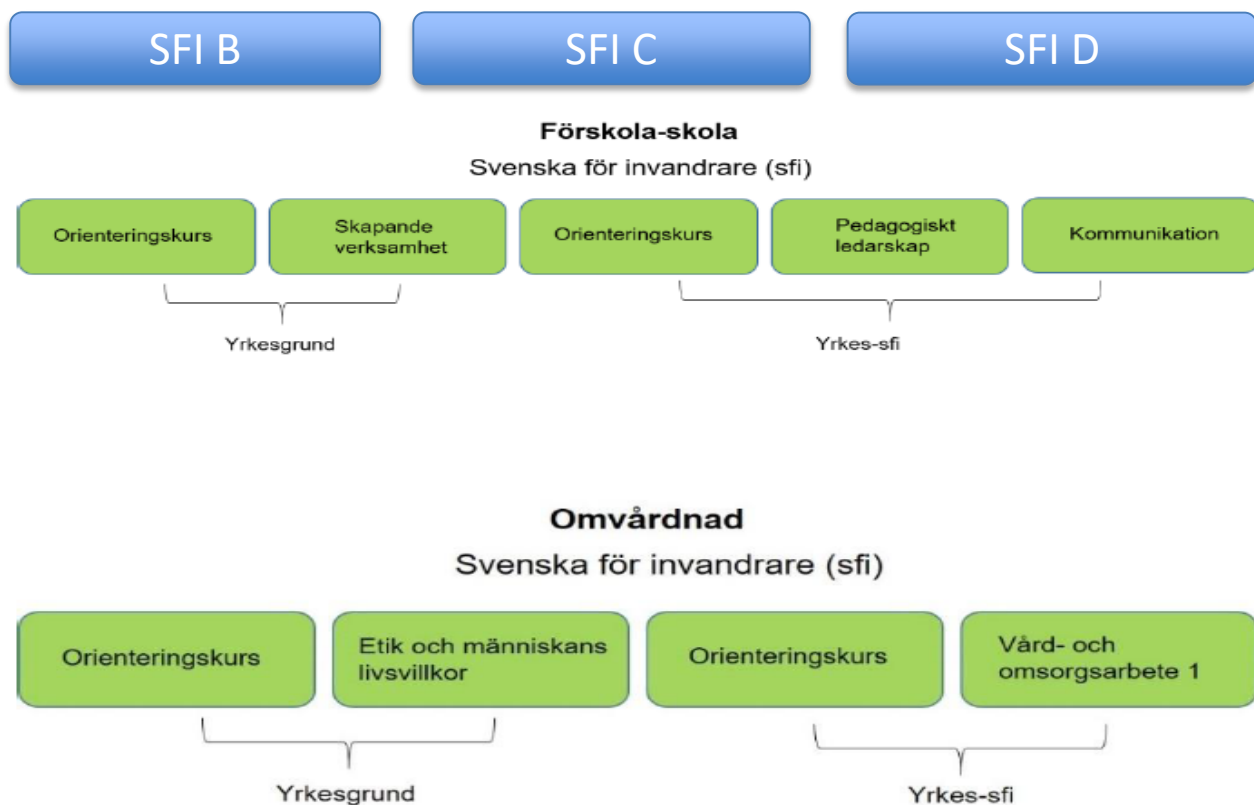 SFI B
SFI C
SFI D
Förskola-skola
Svenska för invandrare (sfi)
Orienteringskurs
Skapande
verksamhet
Orienteringskurs
Pedagogiskt
ledarskap
Kommunikation
Yrkesgrund
Yrkes-sfi
Omvårdnad
Svenska för invandrare (sfi)
Orienteringskurs
Etik och människans
livsvillkor
Orienteringskurs
Vård- och
omsorgsarbete 1
Yrkesgrund
Yrkes-sfi